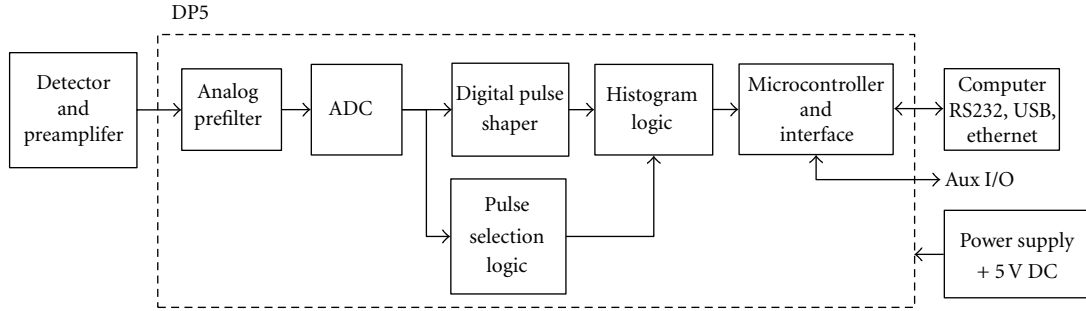 DP5
Detector
and
preamplifer
Analog
prefilter
ADC
Digital pulse
shaper
Histogram
logic
Microcontroller
and
interface
Computer
RS232, USB,
ethernet
Aux I/O
Pulse
selection
logic
Power supply
+ 5 V DC